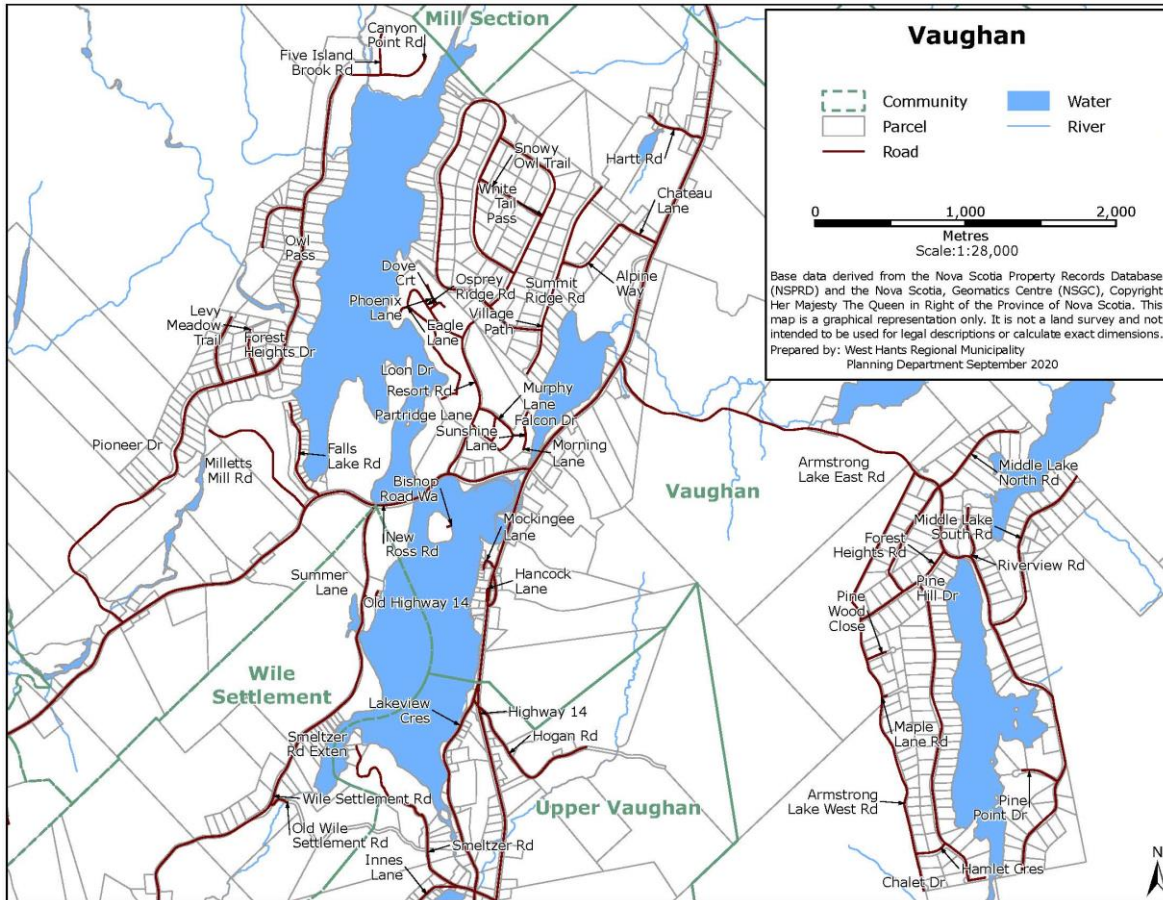 Mill Section
Canyon
Point Rd
Five Island
Brook Rd
Vaughan
Community
Parcel
Road
Water
River
0 1,000 2,000
Metres
Scale:1:28,000
Base data derived from the Nova Scotia Property Records Database
(NSPRD) and the Nova Scotia, Geomatics Centre (NSGC), Copyright
Her Majesty The Queen in Right of the Province of Nova Scotia. This
map is a graphical representation only. It is not a land survey and not
intended to be used for legal descriptions or calculate exact dimensions.
Prepared by: West Hants Regional Municipality
Planning Department September 2020
Snowy
Owl Trail
Hartt Rd
White
Tail
Pass
Chateau
Lane
Owl
Pass
Dove
Crt
Osprey
Ridge Rd
Summit
Ridge Rd
Alpine
Way
Phoenix
Lane
Village
Path
Eagle
Lane
Levy
Meadow
Trail
Forest
Heights Dr
Loon Dr
Resort Rd
Murphy
Lane
Partridge Lane
Falcon Dr
Sunshine
Lane
Morning
Lane
Pioneer Dr
Milletts
Mill Rd
Falls
Lake Rd
Bishop
Road Wa
Vaughan
Armstrong
Lake East Rd
Middle Lake
North Rd
New
Ross Rd
Mockingee
Lane
Middle Lake
South Rd
Forest
Heights Rd
Riverview Rd
Summer
Lane
Old Highway 14
Hancock
Lane
Pine
Hill Dr
Pine
Wood
Close
Wile
Settlement
Lakeview
Cres
Highway 14
Hogan Rd
Maple
Lane Rd
Smeltzer
Rd Exten
Armstrong
Lake West Rd
Pine
Point Dr
Wile Settlement Rd
Upper Vaughan
Old Wile
Settlement Rd
Smeltzer Rd
Innes
Lane
Hamlet Cres
Chalet Dr
N